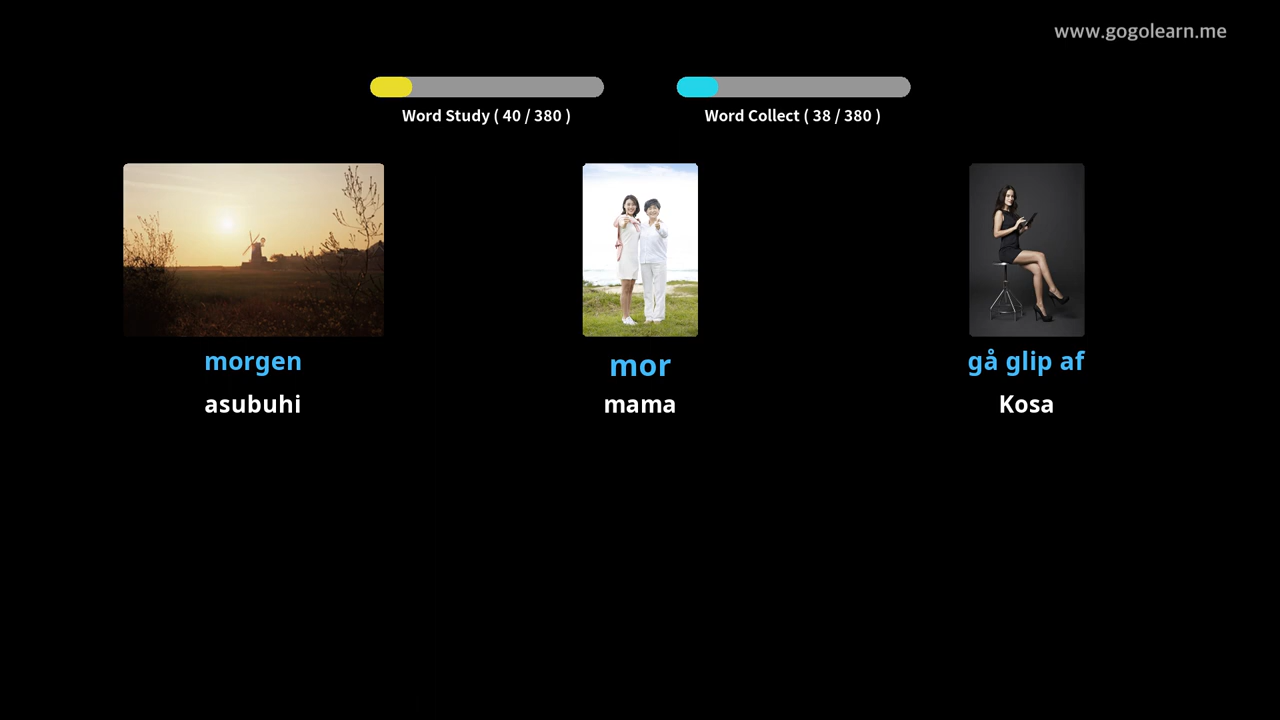 www.gogolearn.me
Word Study ( 40 / 380 )
Word Collect ( 38 / 380 )
morgen
asubuhi
mor
mama
gå glip af
Kosa